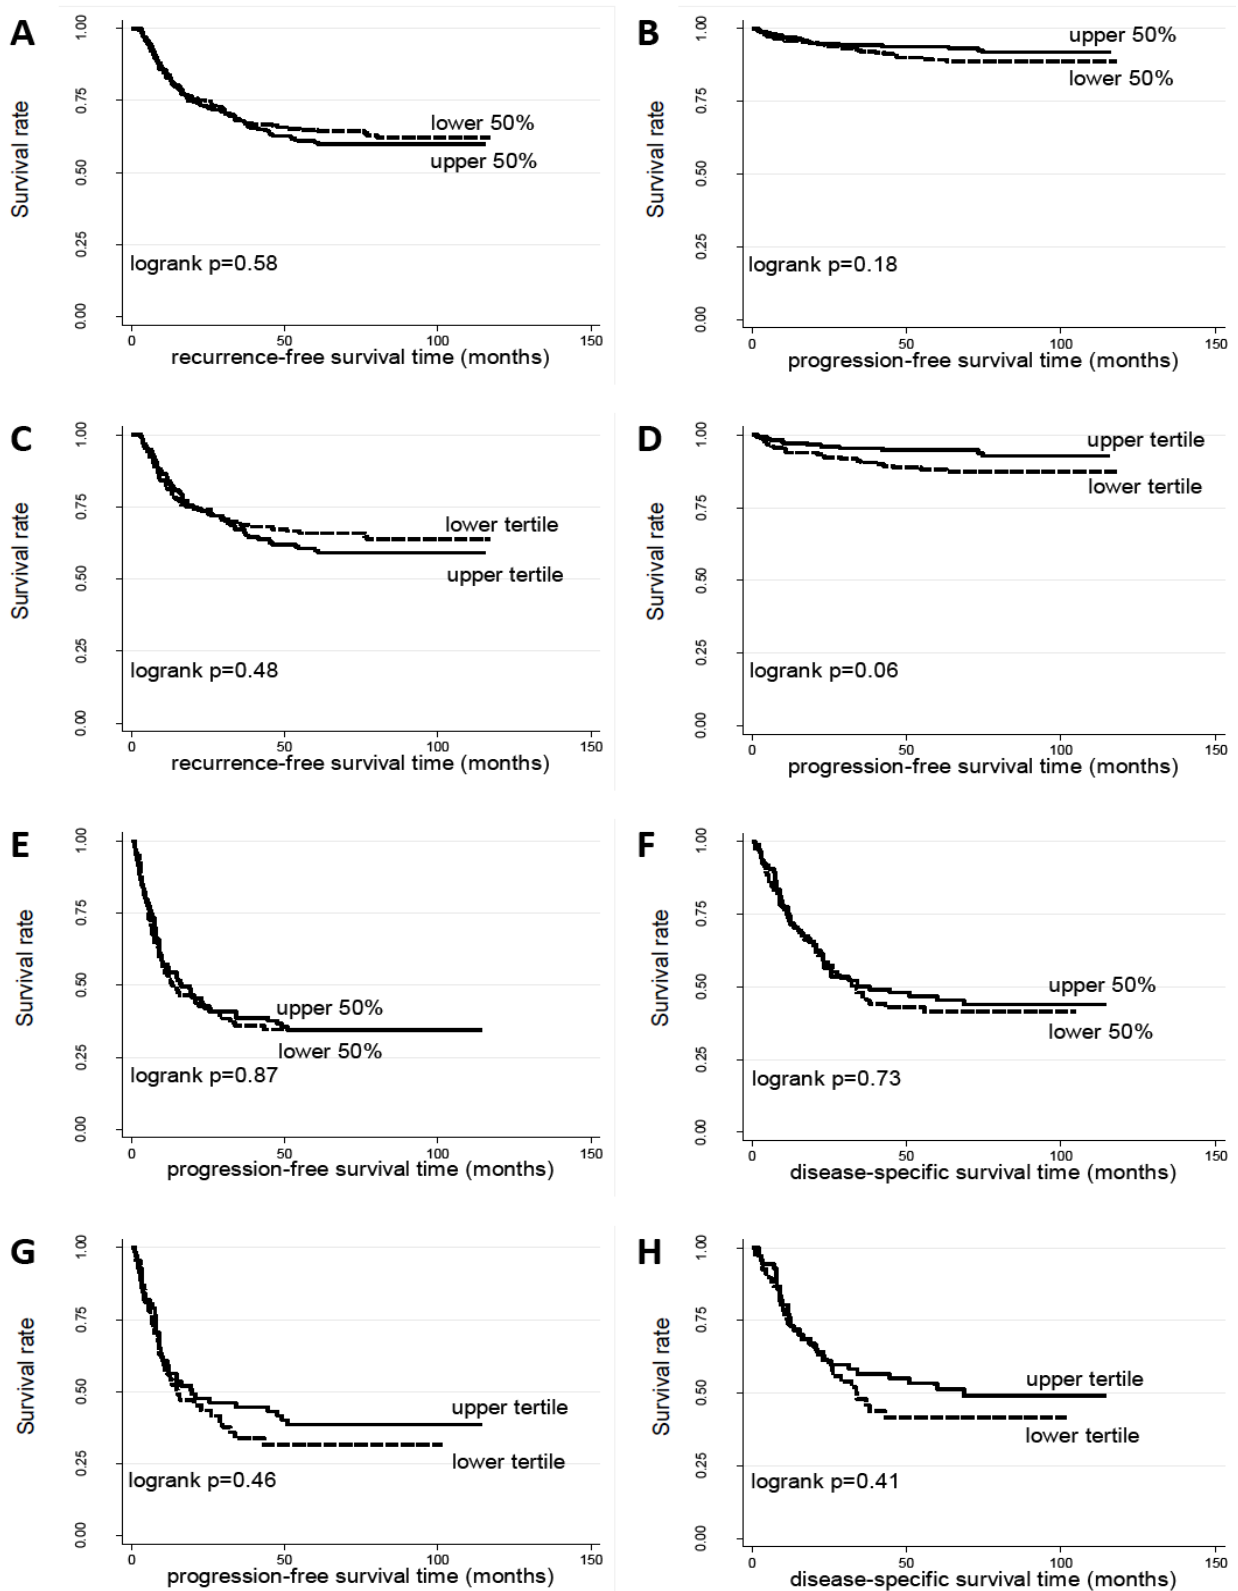 A
Survival rate
1.00
0.75
0.50
0.25
0.00
lower 50%
upper 50%
logrank p=0.58
0 50 100 150
recurrence-free survival time (months)
B
Survival rate
1.00
0.75
0.50
0.25
0.00
upper 50%
lower 50%
logrank p=0.18
0 50 100 150
progression-free survival time (months)
C
Survival rate
1.00
0.75
0.50
0.25
0.00
lower tertile
upper tertile
logrank p=0.48
0 50 100 150
recurrence-free survival time (months)
D
Survival rate
1.00
0.75
0.50
0.25
0.00
upper tertile
lower tertile
logrank p=0.06
0 50 100 150
progression-free survival time (months)
E
Survival rate
1.00
0.75
0.50
0.25
0.00
upper 50%
lower 50%
logrank p=0.87
0 50 100 150
progression-free survival time (months)
F
Survival rate
1.00
0.75
0.50
0.25
0.00
upper 50%
lower 50%
logrank p=0.73
0 50 100 150
disease-specific survival time (months)
G
Survival rate
1.00
0.75
0.50
0.25
0.00
upper tertile
lower tertile
logrank p=0.46
0 50 100 150
progression-free survival time (months)
H
Survival rate
1.00
0.75
0.50
0.25
0.00
upper tertile
lower tertile
logrank p=0.41
0 50 100 150
disease-specific survival time (months)